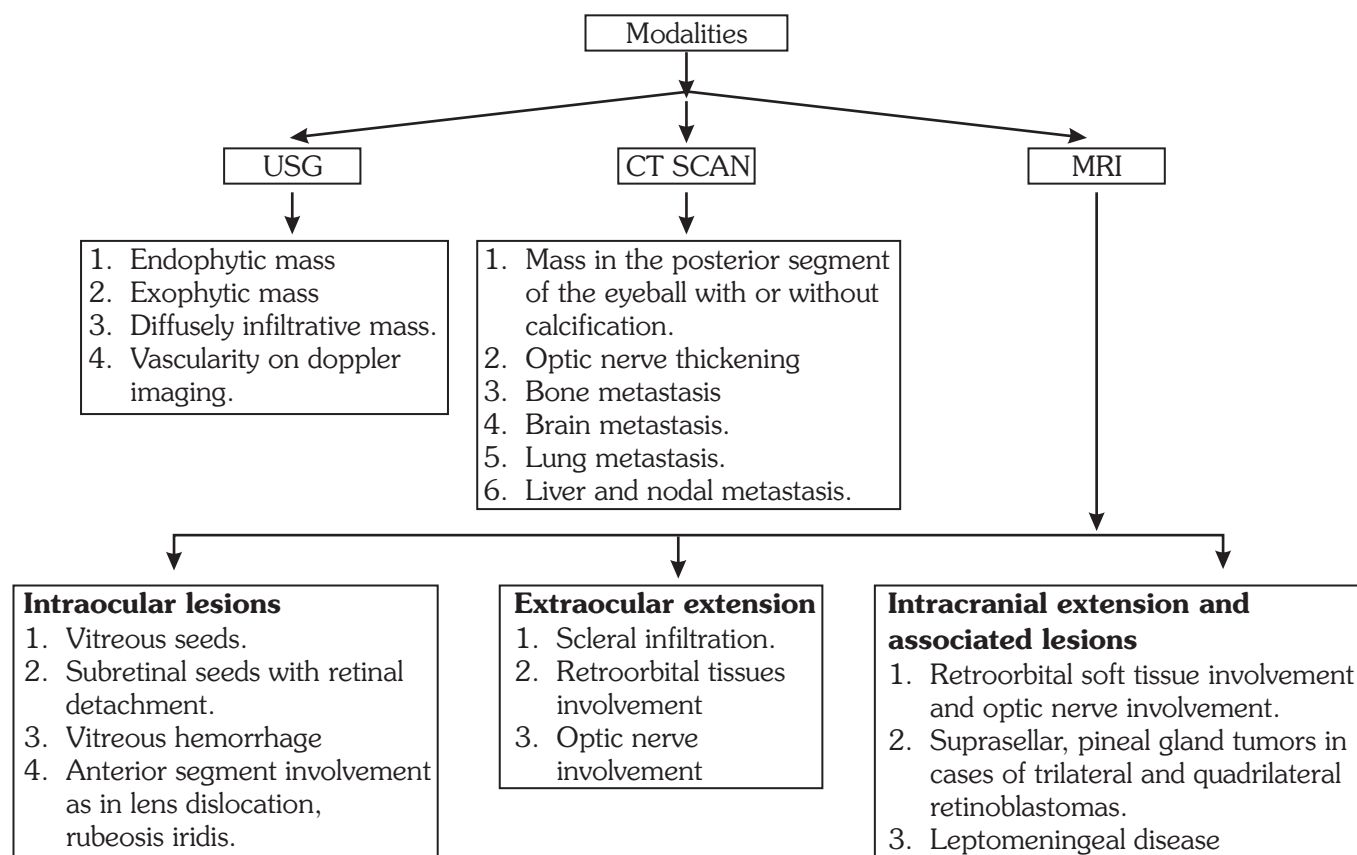 Modalities
USG
CT SCAN
MRI
1. Endophytic mass
2. Exophytic mass
3. Diffusely infiltrative mass.
4. Vascularity on doppler
imaging.
1. Mass in the posterior segment
of the eyeball with or without
calcification.
2. Optic nerve thickening
3. Bone metastasis
4. Brain metastasis.
5. Lung metastasis.
6. Liver and nodal metastasis.
Intraocular lesions
1. Vitreous seeds.
2. Subretinal seeds with retinal
detachment.
3. Vitreous hemorrhage
4. Anterior segment involvement
as in lens dislocation,
rubeosis iridis.
Extraocular extension
1. Scleral infiltration.
2. Retroorbital tissues
involvement
3. Optic nerve
involvement
Intracranial extension and
associated lesions
1. Retroorbital soft tissue involvement
and optic nerve involvement.
2. Suprasellar, pineal gland tumors in
cases of trilateral and quadrilateral
retinoblastomas.
3. Leptomeningeal disease